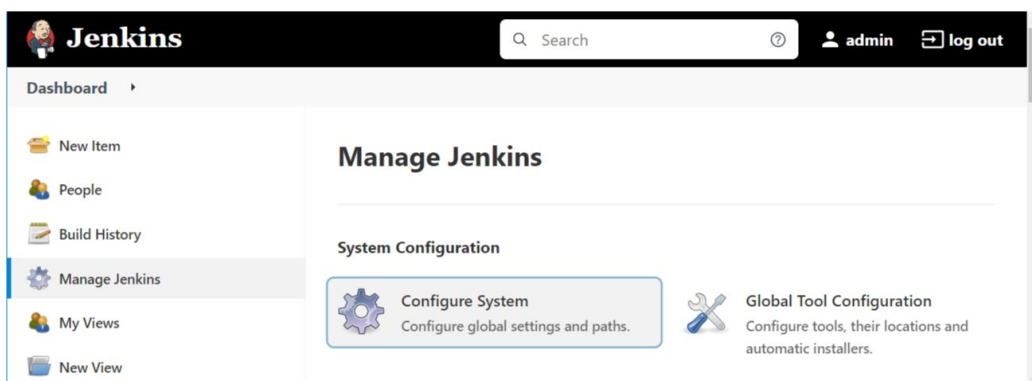 Jenkins
Search
admin
log out
Dashboard
New Item
People
Build History
Manage Jenkins
My Views
New View
Manage Jenkins
System Configuration
Configure System
Configure global settings and paths.
Global Tool Configuration
Configure tools, their locations and
automatic installers.